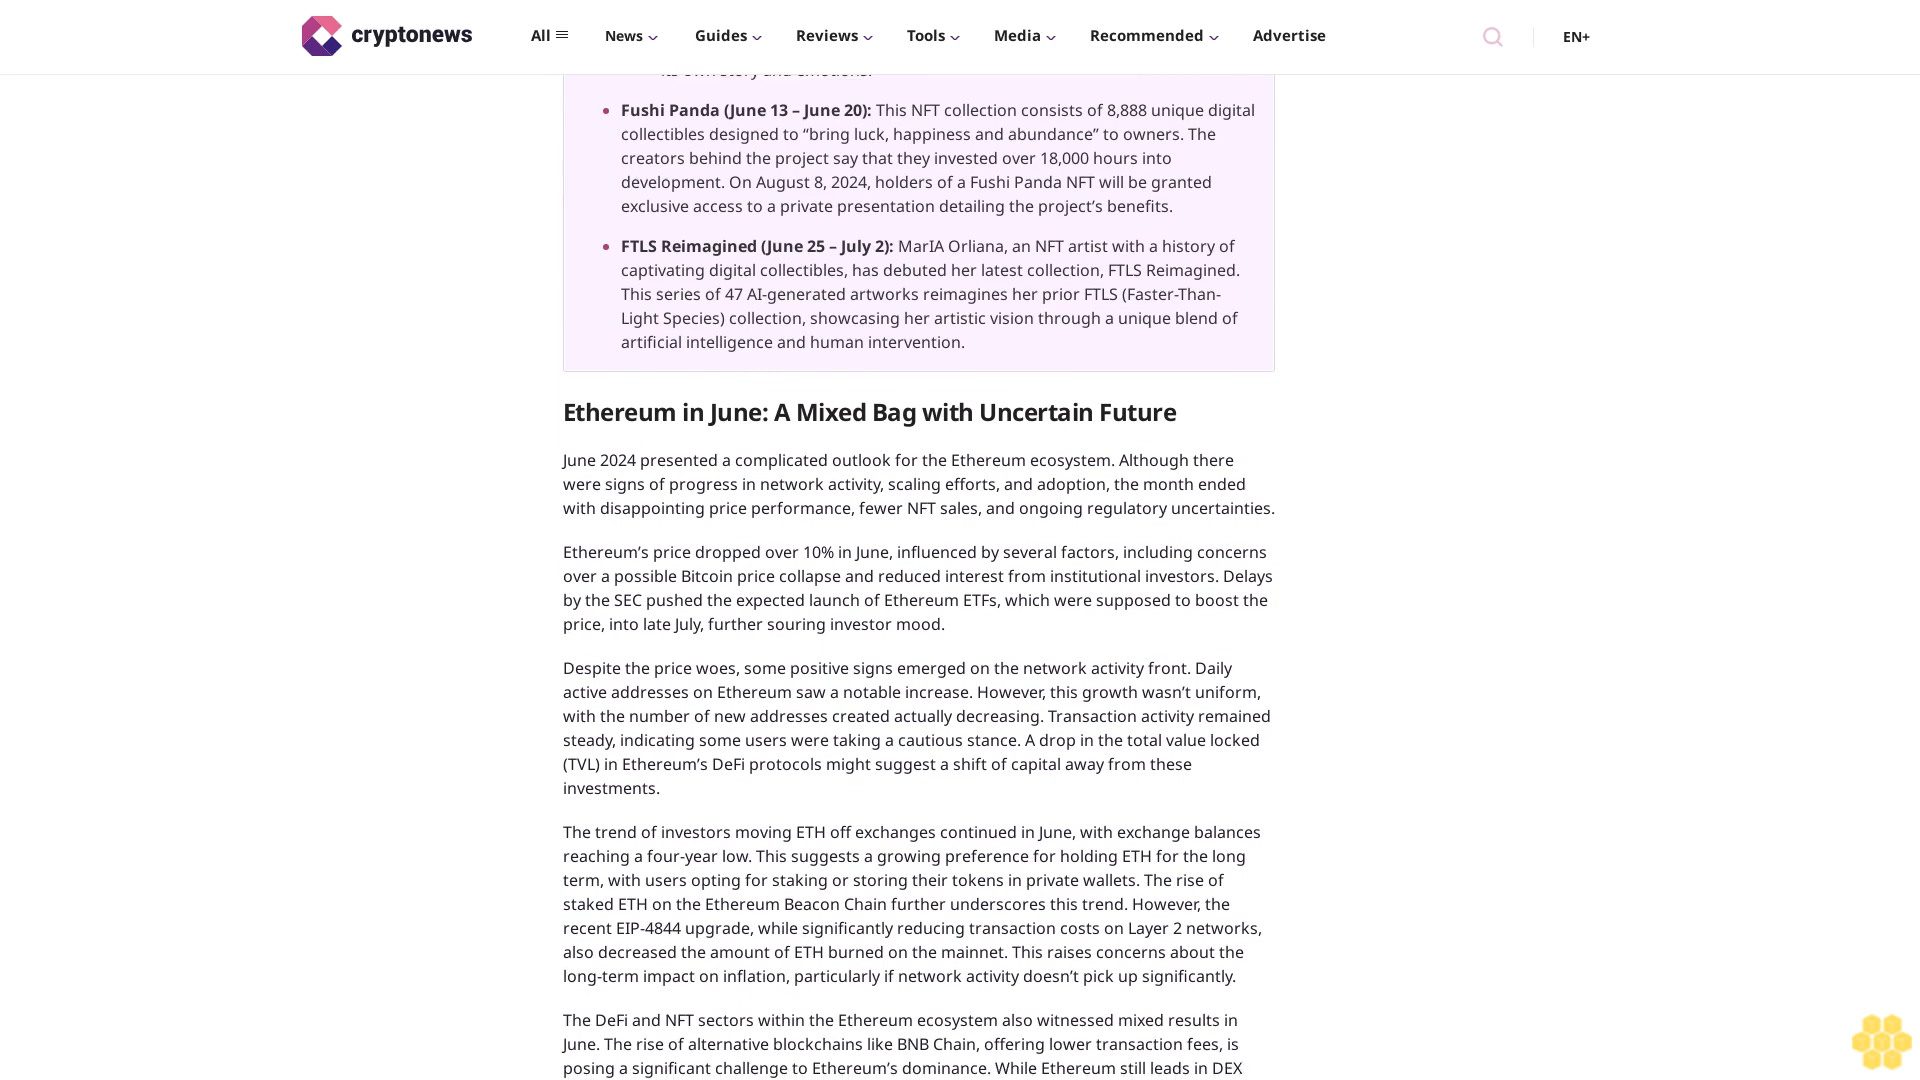 cryptonews
All
News
Guides
Reviews
Tools
Media
Recommended
Advertise
EN+
its own story and emotions.
Fushi Panda (June 13 – June 20): This NFT collection consists of 8,888 unique digital
collectibles designed to “bring luck, happiness and abundance” to owners. The
creators behind the project say that they invested over 18,000 hours into
development. On August 8, 2024, holders of a Fushi Panda NFT will be granted
exclusive access to a private presentation detailing the project’s benefits.
FTLS Reimagined (June 25 – July 2): MarIA Orliana, an NFT artist with a history of
captivating digital collectibles, has debuted her latest collection, FTLS Reimagined.
This series of 47 AI-generated artworks reimagines her prior FTLS (Faster-Than-
Light Species) collection, showcasing her artistic vision through a unique blend of
artificial intelligence and human intervention.
Ethereum in June: A Mixed Bag with Uncertain Future
June 2024 presented a complicated outlook for the Ethereum ecosystem. Although there
were signs of progress in network activity, scaling efforts, and adoption, the month ended
with disappointing price performance, fewer NFT sales, and ongoing regulatory uncertainties.
Ethereum’s price dropped over 10% in June, influenced by several factors, including concerns
over a possible Bitcoin price collapse and reduced interest from institutional investors. Delays
by the SEC pushed the expected launch of Ethereum ETFs, which were supposed to boost the
price, into late July, further souring investor mood.
Despite the price woes, some positive signs emerged on the network activity front. Daily
active addresses on Ethereum saw a notable increase. However, this growth wasn’t uniform,
with the number of new addresses created actually decreasing. Transaction activity remained
steady, indicating some users were taking a cautious stance. A drop in the total value locked
(TVL) in Ethereum’s DeFi protocols might suggest a shift of capital away from these
investments.
The trend of investors moving ETH off exchanges continued in June, with exchange balances
reaching a four-year low. This suggests a growing preference for holding ETH for the long
term, with users opting for staking or storing their tokens in private wallets. The rise of
staked ETH on the Ethereum Beacon Chain further underscores this trend. However, the
recent EIP-4844 upgrade, while significantly reducing transaction costs on Layer 2 networks,
also decreased the amount of ETH burned on the mainnet. This raises concerns about the
long-term impact on inflation, particularly if network activity doesn’t pick up significantly.
The DeFi and NFT sectors within the Ethereum ecosystem also witnessed mixed results in
June. The rise of alternative blockchains like BNB Chain, offering lower transaction fees, is
posing a significant challenge to Ethereum’s dominance. While Ethereum still leads in DEX